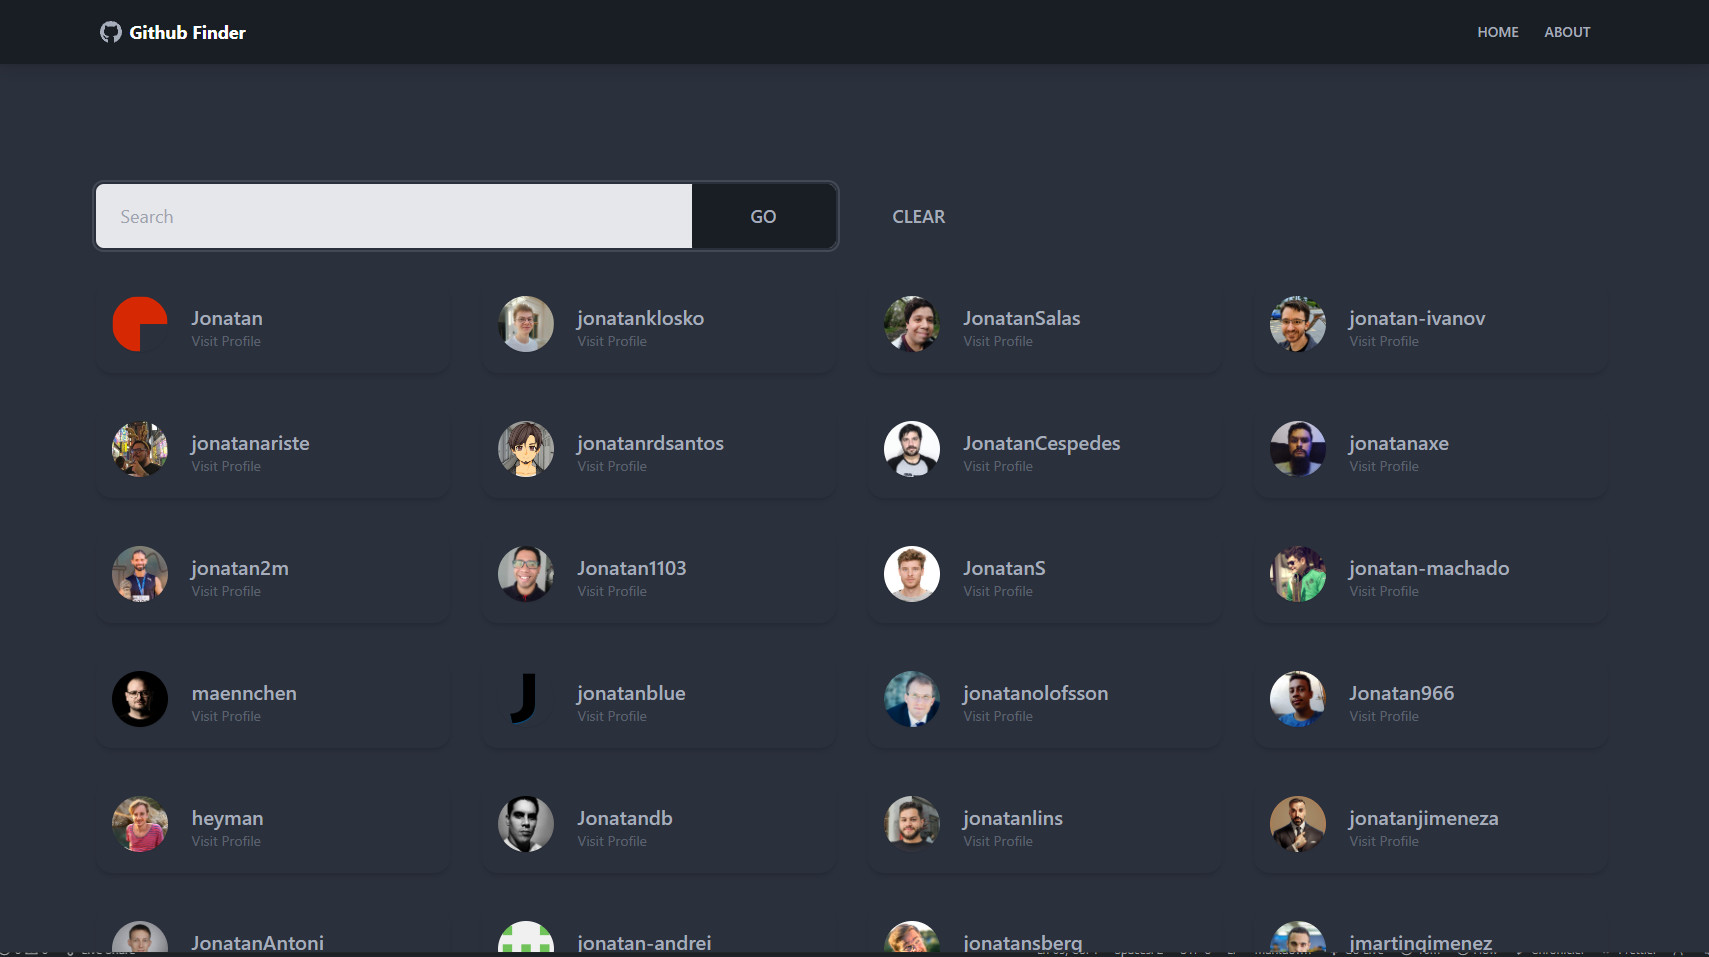 Github Finder
HOME ABOUT
Search GO CLEAR
Jonatan jonatanklosko JonatanSalas jonatan-ivanov
Visit Profile Visit Profile Visit Profile Visit Profile
jonatanariste jonatanrdsantos JonatanCespedes jonatanaxe
Visit Profile Visit Profile Visit Profile Visit Profile
jonatan2m Jonatan1103 JonatanS jonatan-machado
Visit Profile Visit Profile Visit Profile Visit Profile
maennchen jonatanblue jonatanolofsson Jonatan966
Visit Profile Visit Profile Visit Profile Visit Profile
heyman Jonatandb jonatanlins jonatanjimeneza
Visit Profile Visit Profile Visit Profile Visit Profile
JonatanAntoni jonatan-andrei jonatansberg jmartingimenez